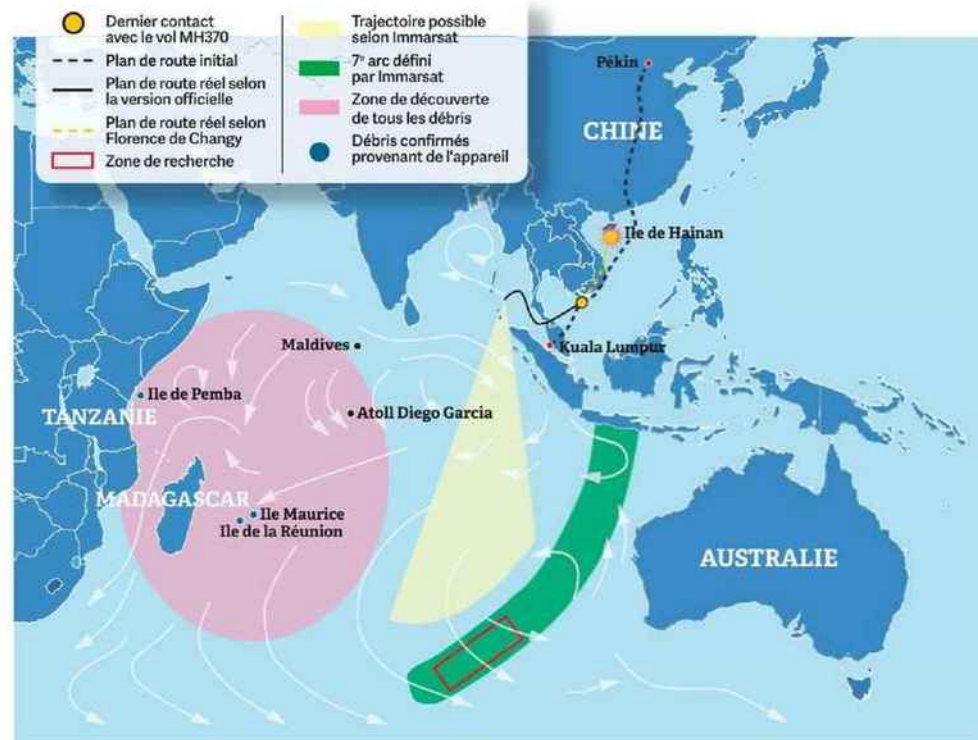 Dernier contact
avec le vol MH370
Plan de route initial
Plan de route réel selon
la version officielle
Plan de route réel selon
Florence de Changy
Zone de recherche
Trajectoire possible
selon Immarsat
7e arc défini
par Immarsat
Zone de découverte
de tous les débris
Débris confirmés
provenant de l'appareil
Pékin
CHINE
Ile de Hainan
Kuala Lumpur
Maldives
Ile de Pemba
Atoll Diego Garcia
TANZANIE
MADAGASCAR
Ile Maurice
Ile de la Réunion
AUSTRALIE